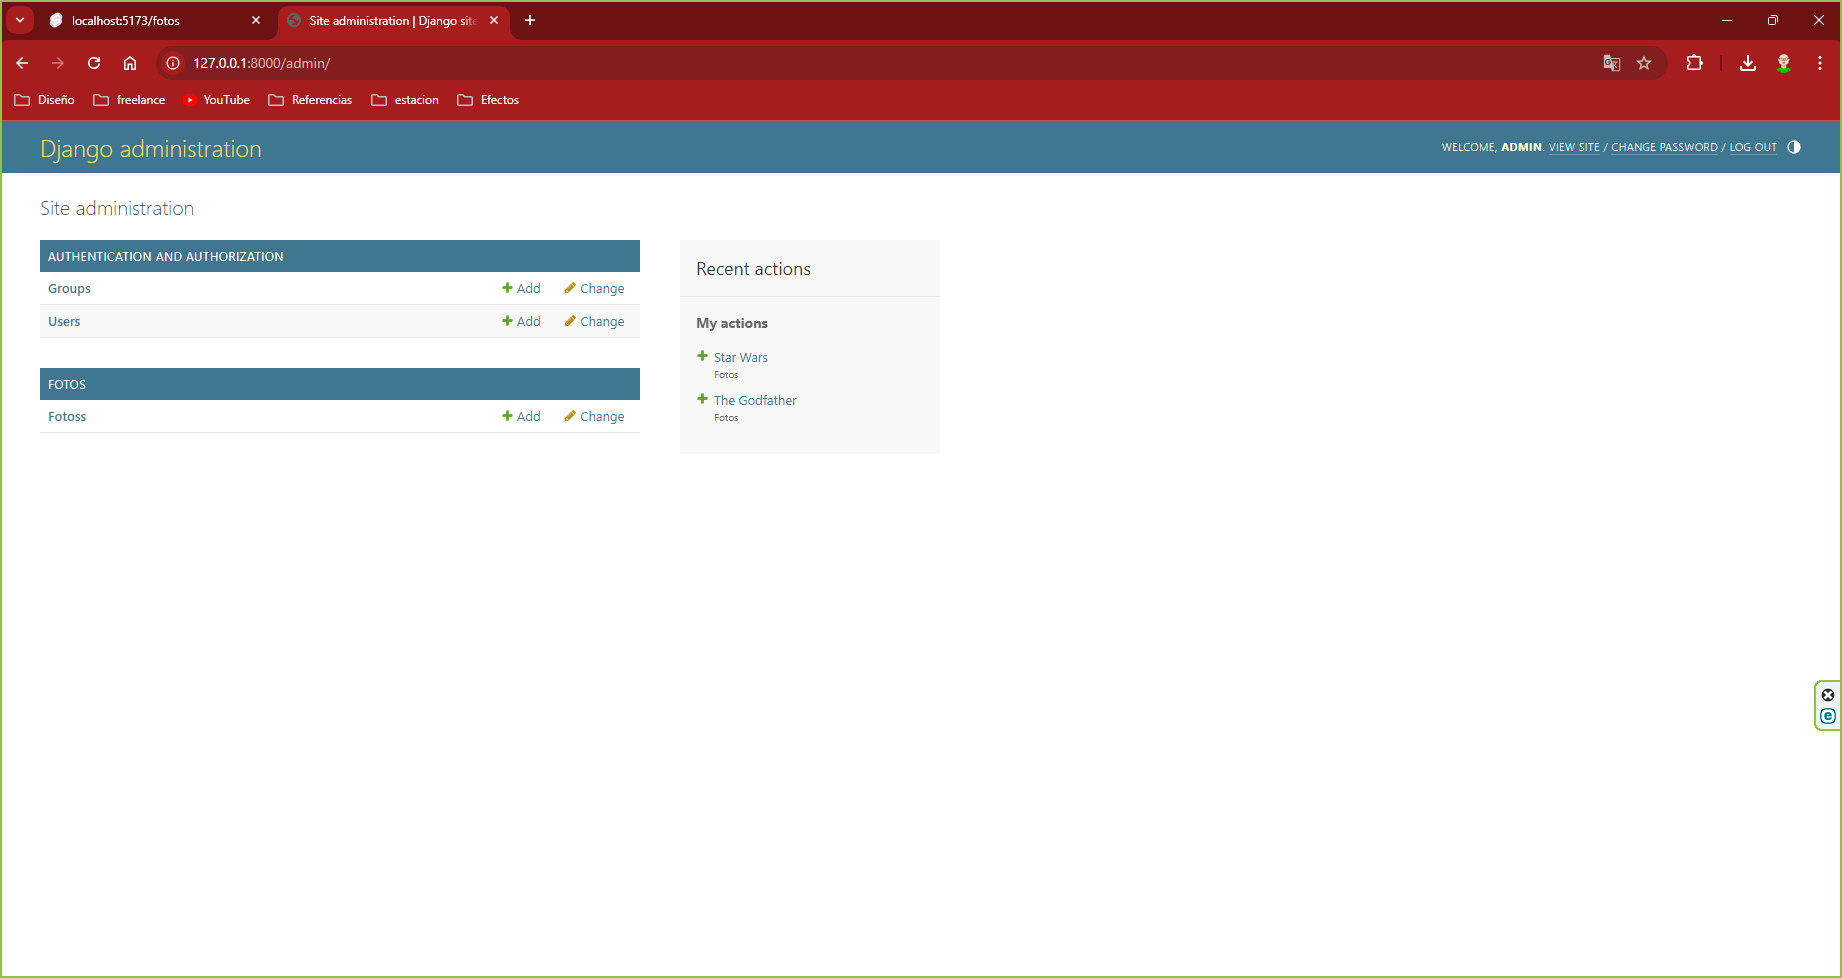 localhost:5173/fotos
Site administration | Django site
127.0.0.1:8000/admin/
Diseño freelance YouTube Referencias estacion Efectos
Django administration
WELCOME, ADMIN. VIEW SITE / CHANGE PASSWORD / LOG OUT
Site administration
AUTHENTICATION AND AUTHORIZATION
Groups Add Change
Users Add Change
FOTOS
Fotoss Add Change
Recent actions
My actions
Star Wars
Fotos
The Godfather
Fotos